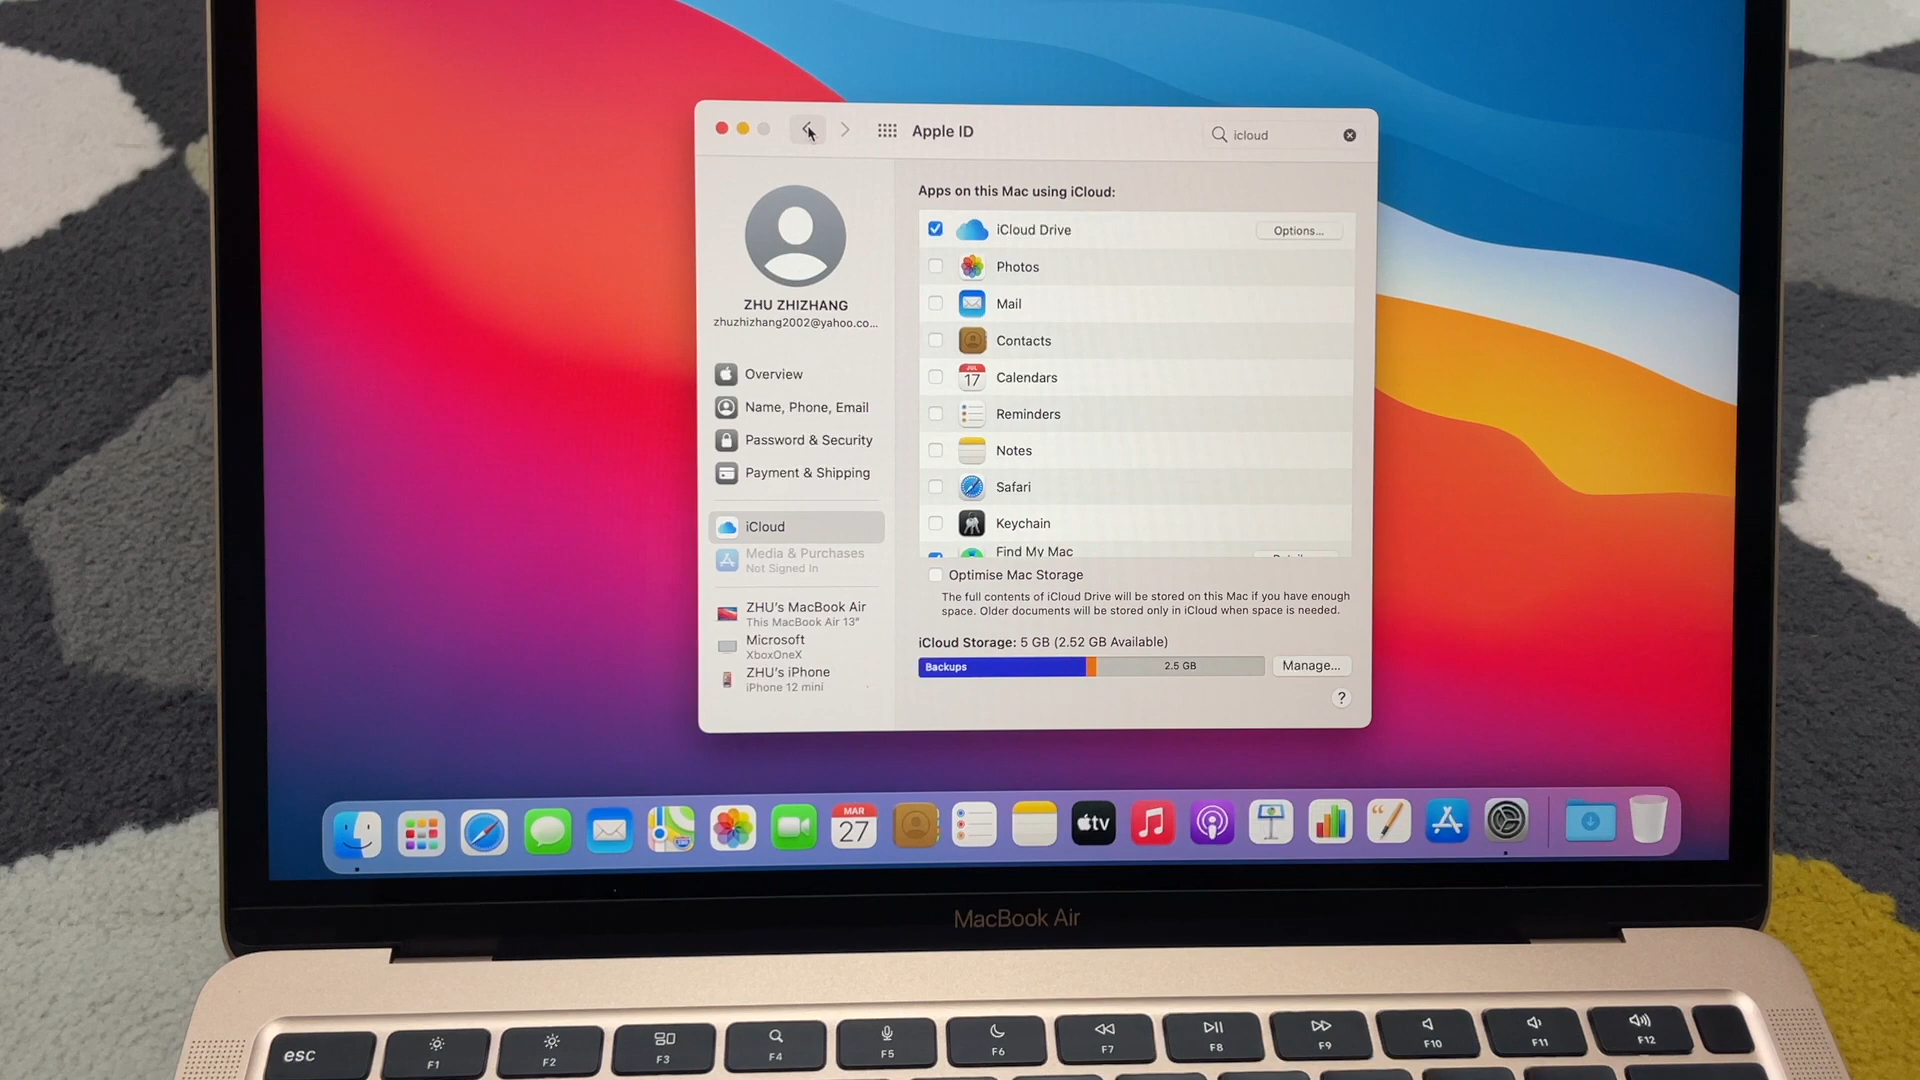 Apple ID
icloud
ZHU ZHIZHANG
zhuzhizhang2002@yahoo.co...
Overview
Name, Phone, Email
Password & Security
Payment & Shipping
iCloud
Media & Purchases
Not Signed In
ZHU's MacBook Air
This MacBook Air 13"
Microsoft
XboxOneX
ZHU's iPhone
iPhone 12 mini
Apps on this Mac using iCloud:
iCloud Drive
Options...
Photos
Mail
Contacts
JUL
17
Calendars
Reminders
Notes
Safari
Keychain
Find My Mac
Optimise Mac Storage
The full contents of iCloud Drive will be stored on this Mac if you have enough
space. Older documents will be stored only in iCloud when space is needed.
iCloud Storage: 5 GB (2.52 GB Available)
Backups
2.5 GB
Manage...
?
MAR
27
tv
MacBook Air
esc
F1
F2
F3
F4
F5
F6
F7
F8
F9
F10
F11
F12